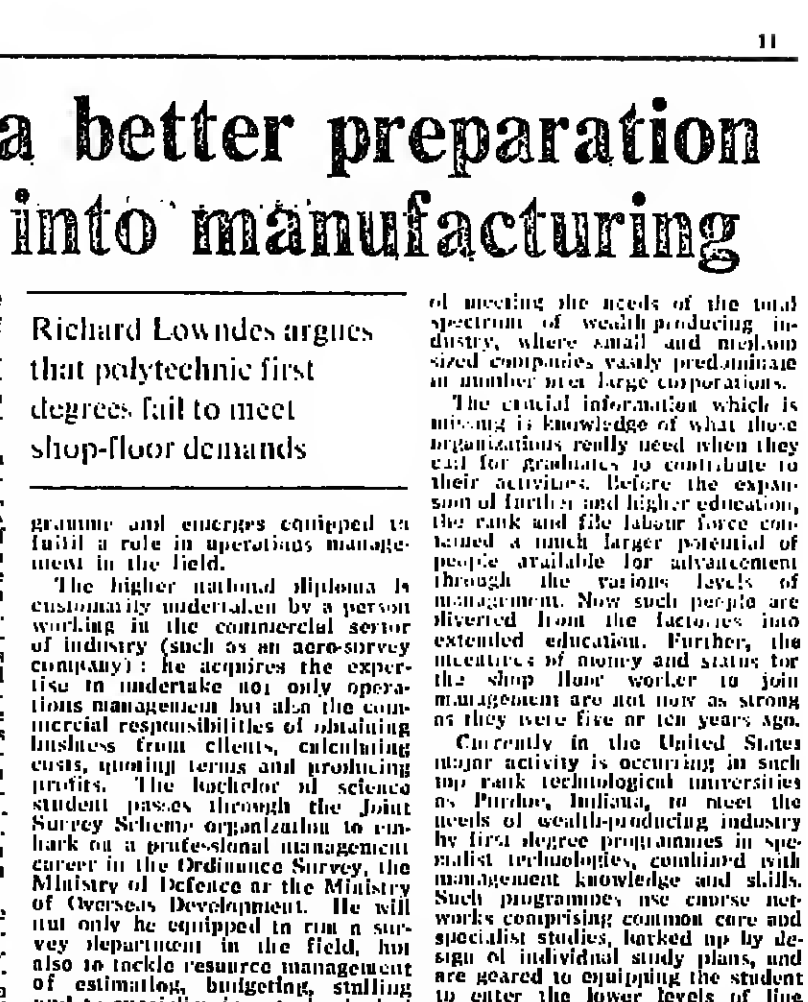 11
a better preparation
into manufacturing
Richard Lowndes argues
that polytechnic first
degrees fail to meet
shop-floor demands
gramme and emerges equipped to
fulfil a role in operations manage-
ment in the field.
The higher national diploma is
customarily undertaken by a person
working in the commercial sector
of industry (such as an aero-survey
company): he acquires the exper-
tise to undertake not only opera-
tions management but also the com-
mercial responsibilities of obtaining
business from clients, calculating
costs, quoting terms and producing
profits. The bachelor of science
student passes through the Joint
Survey Scheme organization to em-
bark on a professional management
career in the Ordnance Survey, the
Ministry of Defence or the Ministry
of Overseas Development. He will
not only be equipped to run a sur-
vey department in the field, but
also to tackle resource management
of estimating, budgeting, staffing
of meeting the needs of the total
spectrum of wealth-producing in-
dustry, where small and medium
sized companies vastly predominate
in number over large corporations.
The crucial information which is
missing is knowledge of what those
organizations really need when they
call for graduates to contribute to
their activities. Before the expan-
sion of further and higher education,
the rank and file labour force con-
tained a much larger potential of
people available for advancement
through the various levels of
management. Now such people are
diverted from the factories into
extended education. Further, the
incentives of money and status for
the shop floor worker to join
management are not now as strong
as they were five or ten years ago.
Currently in the United States
major activity is occurring in such
top rank technological universities
as Purdue, Indiana, to meet the
needs of wealth-producing industry
by first degree programmes in spe-
cialist technologies, combined with
management knowledge and skills.
Such programmes use course net-
works comprising common core and
specialist studies, backed up by de-
sign of individual study plans, and
are geared to equipping the student
to enter the lower levels of line